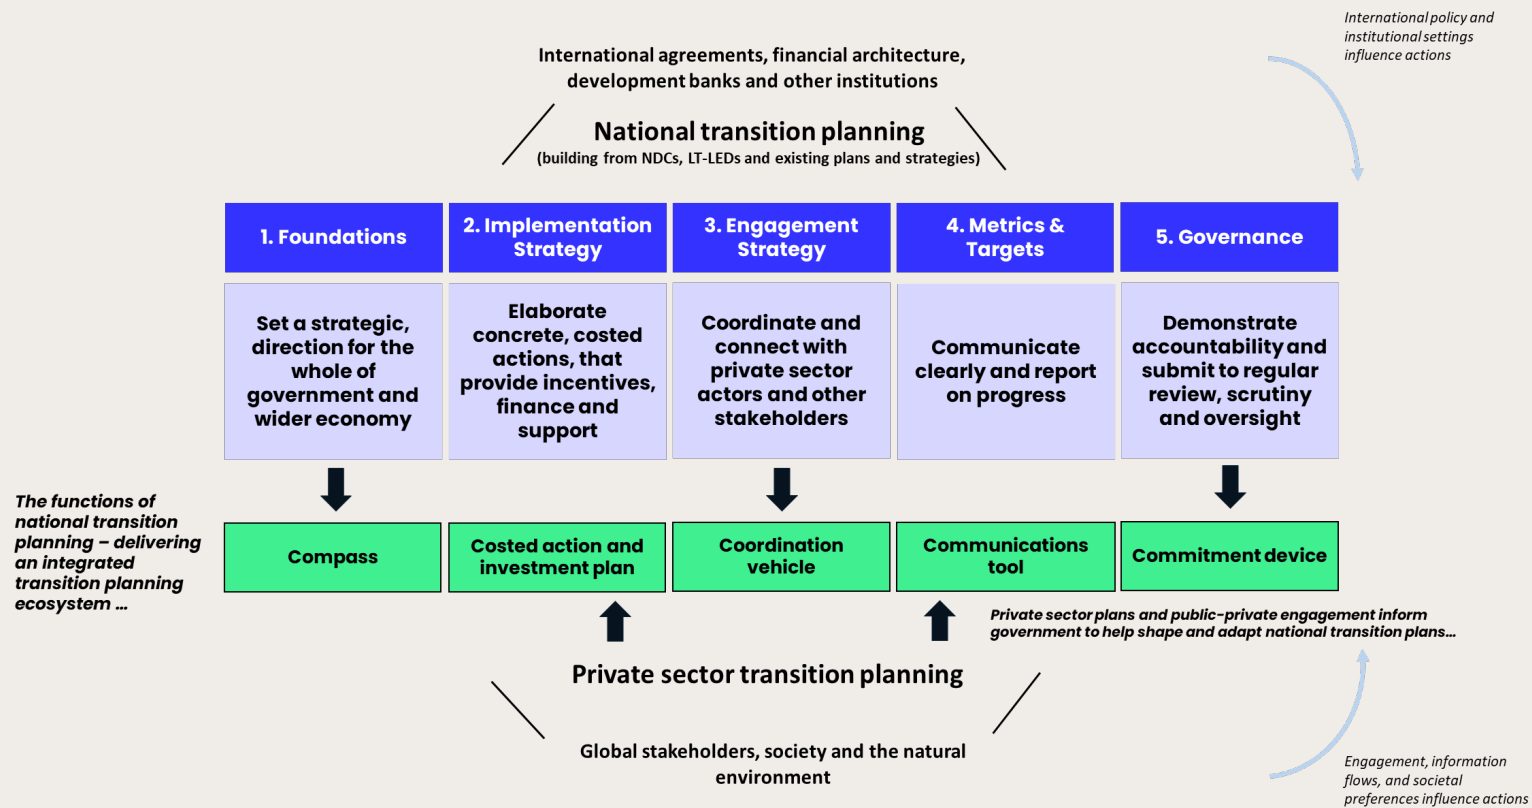 International policy and
institutional settings
influence actions
International agreements, financial architecture,
development banks and other institutions
National transition planning
(building from NDCs, LT-LEDs and existing plans and strategies)
1. Foundations
2. Implementation
Strategy
3. Engagement
Strategy
4. Metrics &
Targets
5. Governance
Set a strategic,
direction for the
whole of
government and
wider economy
Elaborate
concrete, costed
actions, that
provide incentives,
finance and
support
Coordinate and
connect with
private sector
actors and other
stakeholders
Communicate
clearly and report
on progress
Demonstrate
accountability and
submit to regular
review, scrutiny
and oversight
The functions of
national transition
planning – delivering
an integrated
transition planning
ecosystem ...
Compass
Costed action and
investment plan
Coordination
vehicle
Communications
tool
Commitment device
Private sector plans and public-private engagement inform
government to help shape and adapt national transition plans...
Private sector transition planning
Global stakeholders, society and the natural
environment
Engagement, information
flows, and societal
preferences influence actions